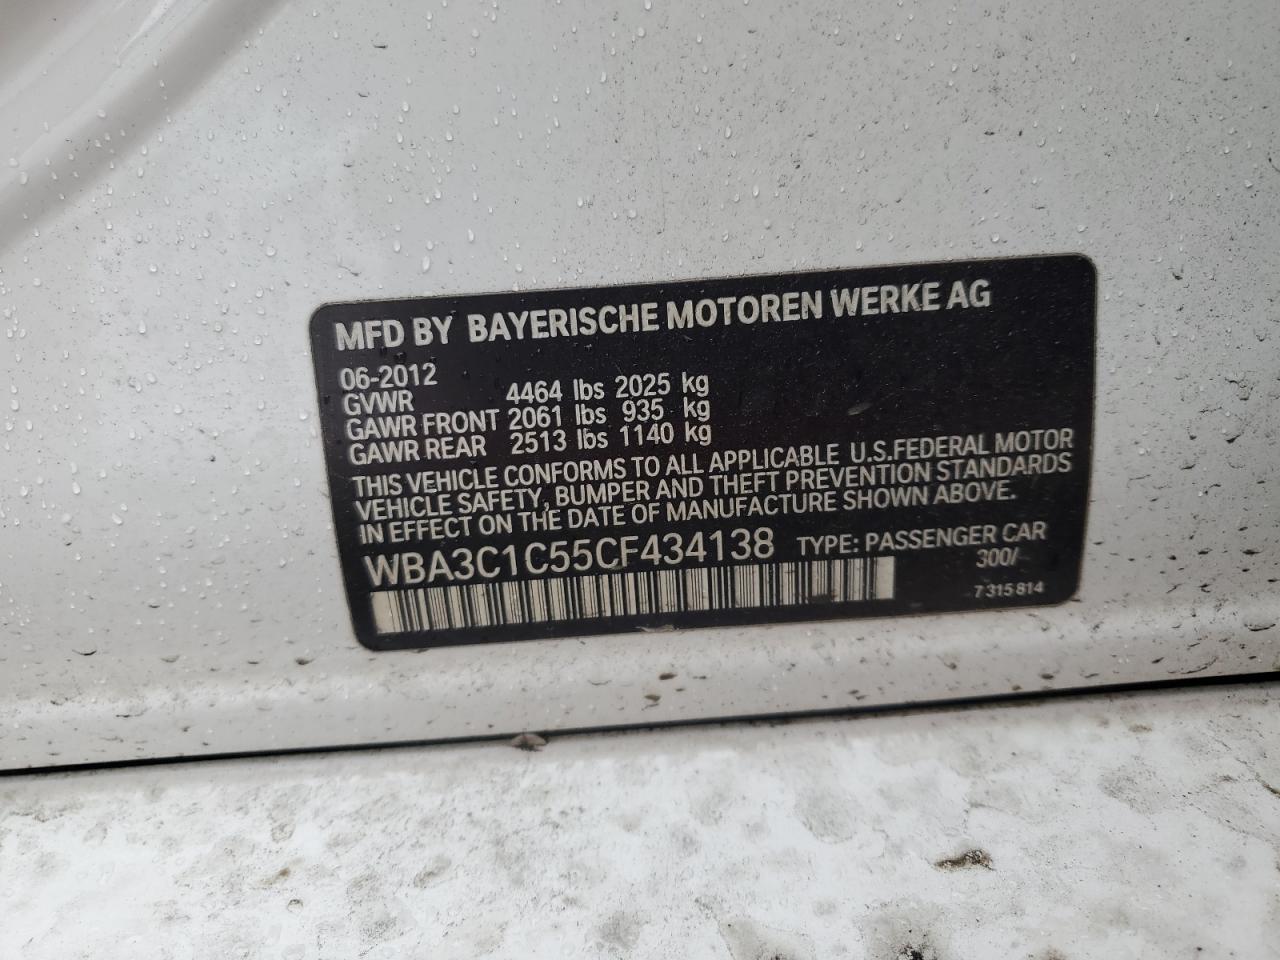 MFD BY BAYERISCHE MOTOREN WERKE AG
06-2012
GVWR 4464 lbs 2025 kg
GAWR FRONT 2061 lbs 935 kg
GAWR REAR 2513 lbs 1140 kg
THIS VEHICLE CONFORMS TO ALL APPLICABLE U.S.FEDERAL MOTOR
VEHICLE SAFETY, BUMPER AND THEFT PREVENTION STANDARDS
IN EFFECT ON THE DATE OF MANUFACTURE SHOWN ABOVE.
WBA3C1C55CF434138 TYPE: PASSENGER CAR
300/-
7 315 814